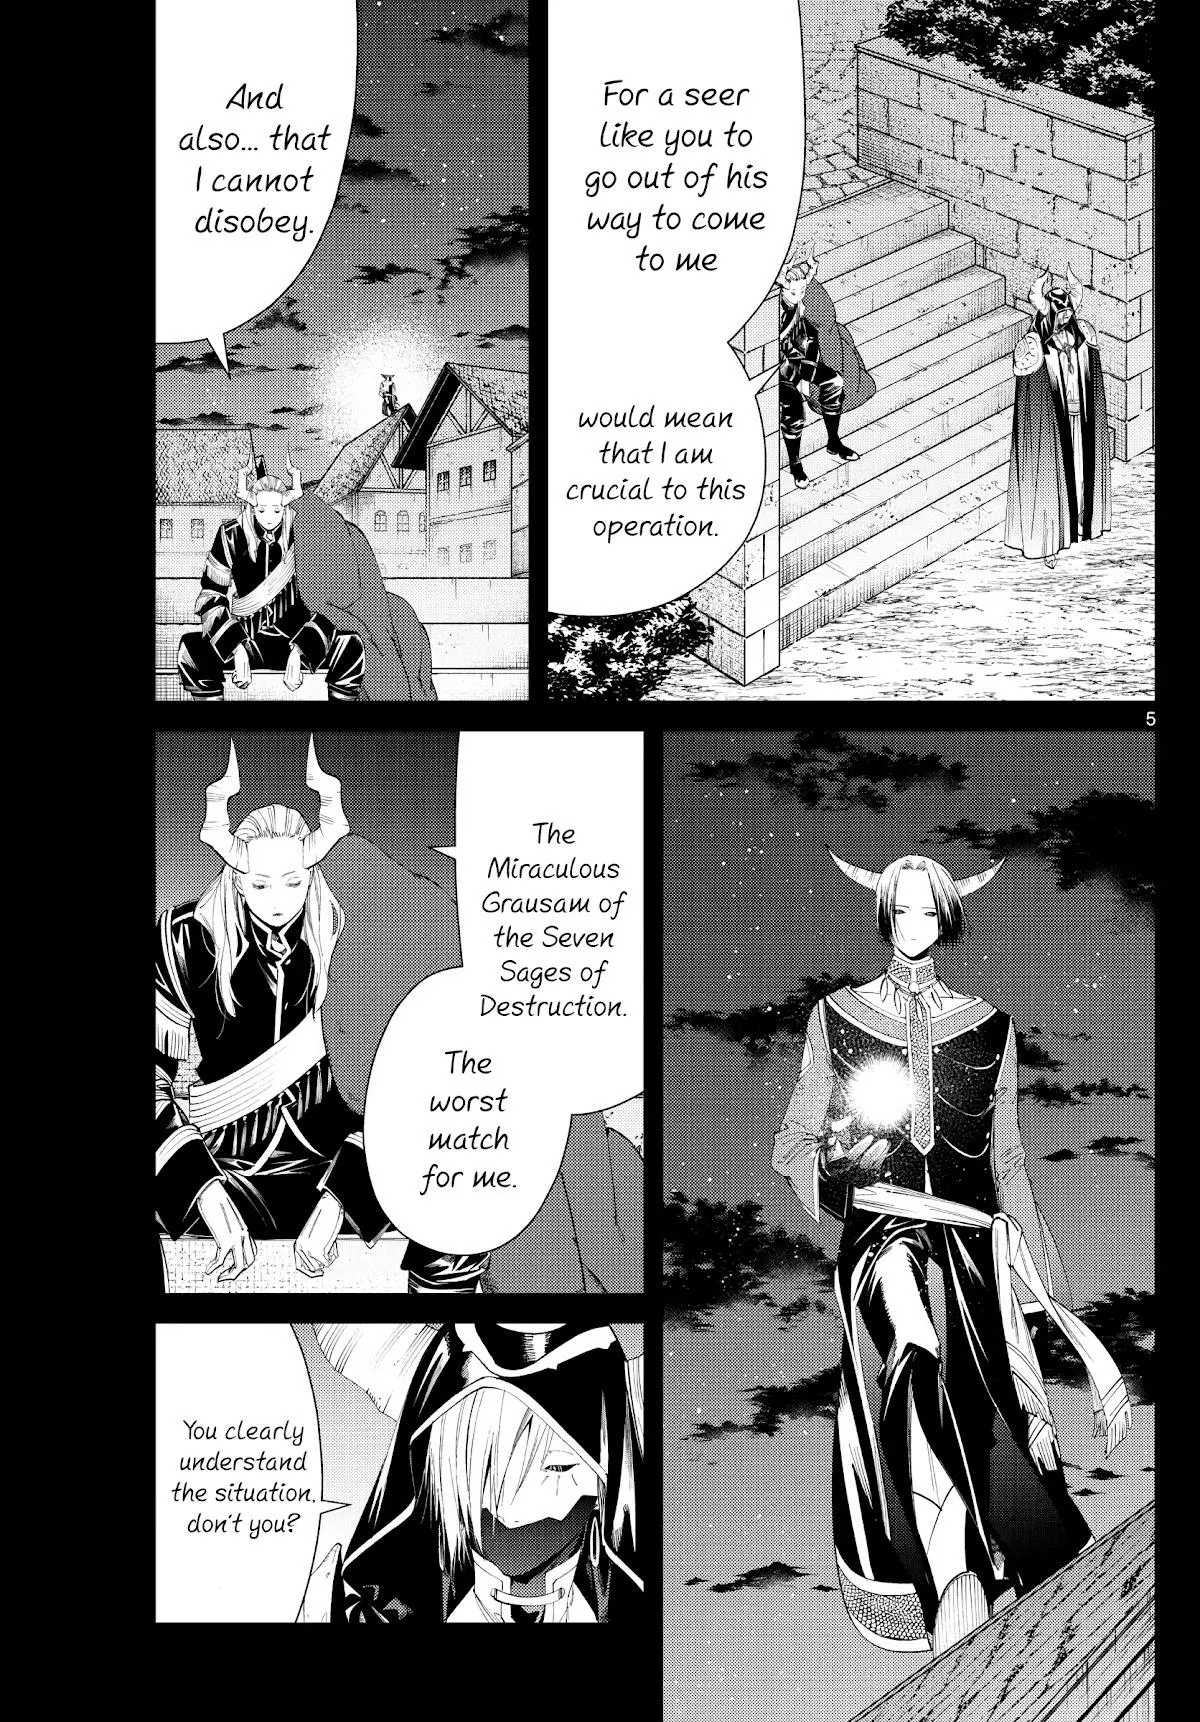 For a seer
like you to
go out of his
way to come
to me
would mean
that I am
crucial to this
operation.
And
also... that
I cannot
disobey.
5
The
Miraculous
Grausam of
the Seven
Sages of
Destruction.
The
worst
match
for me.
You clearly
understand
the situation,
don't you?